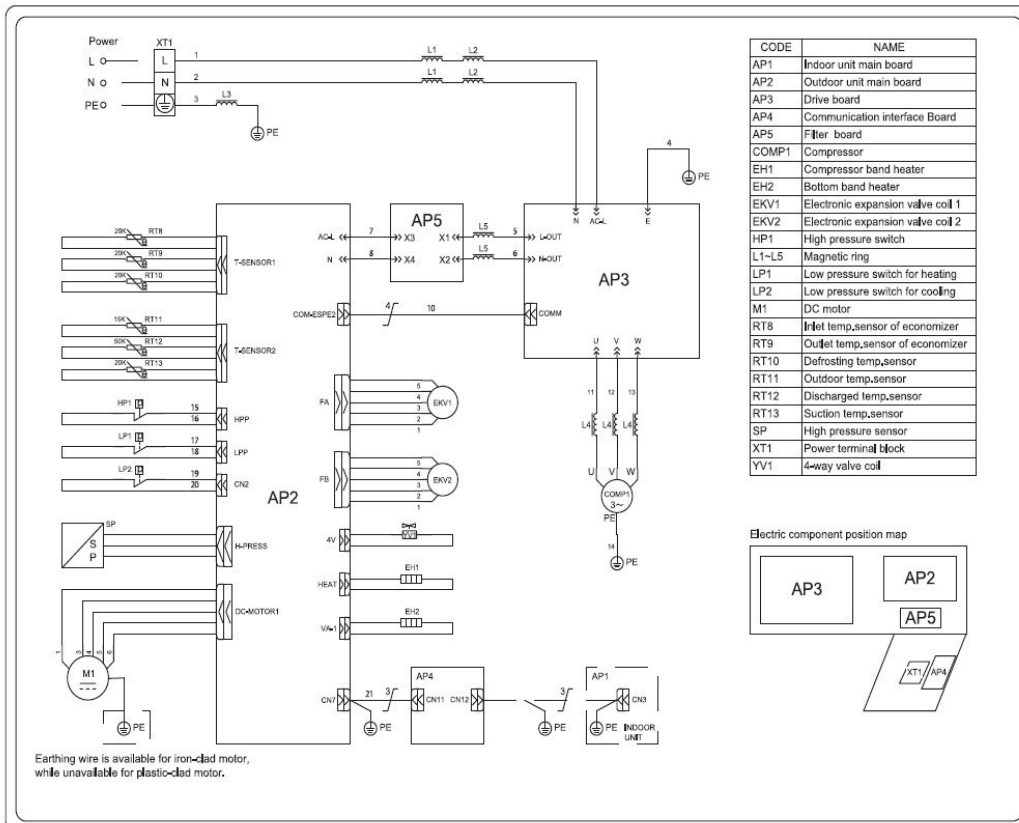 Power XT1
L L 1 L1 L2
N N 2 L1 L2
PE 3 L3
PE
4
PE
N AC-L E
AP5
AC-L 7 X3 X1 L5 5 L-OUT
N 8 X4 X2 L5 6 N-OUT
AP3
COM-ESPE2 4 10 COMM
U V W
11 12 13
L4 L4 L4
U V W
COMP1
3~
PE
14
PE
20K RT8
20K RT9
20K RT10
T-SENSOR1
15K RT11
50K RT12
20K RT13
T-SENSOR2
HP1 15
16 HPP
LP1 17
18 LPP
LP2 19
20 CN2
AP2
SP
S
P
H-PRESS
DC-MOTOR1
1 3 4 5 6
M1
PE
FA 5
4
3
2
1
EKV1
FB 5
4
3
2
1
EKV2
4V YV1
HEAT EH1
VA-1 EH2
AP4 AP1
CN7 21 3 CN11 CN12 3 CN3
PE PE PE INDOOR
UNIT
Earthing wire is available for iron-clad motor,
while unavailable for plastic-clad motor.
CODE NAME
AP1 Indoor unit main board
AP2 Outdoor unit main board
AP3 Drive board
AP4 Communication interface Board
AP5 Filter board
COMP1 Compressor
EH1 Compressor band heater
EH2 Bottom band heater
EKV1 Electronic expansion valve coil 1
EKV2 Electronic expansion valve coil 2
HP1 High pressure switch
L1~L5 Magnetic ring
LP1 Low pressure switch for heating
LP2 Low pressure switch for cooling
M1 DC motor
RT8 Inlet temp.sensor of economizer
RT9 Outlet temp.sensor of economizer
RT10 Defrosting temp.sensor
RT11 Outdoor temp.sensor
RT12 Discharged temp.sensor
RT13 Suction temp.sensor
SP High pressure sensor
XT1 Power terminal block
YV1 4-way valve coil
Electric component position map
AP3 AP2
AP5
XT1 AP4